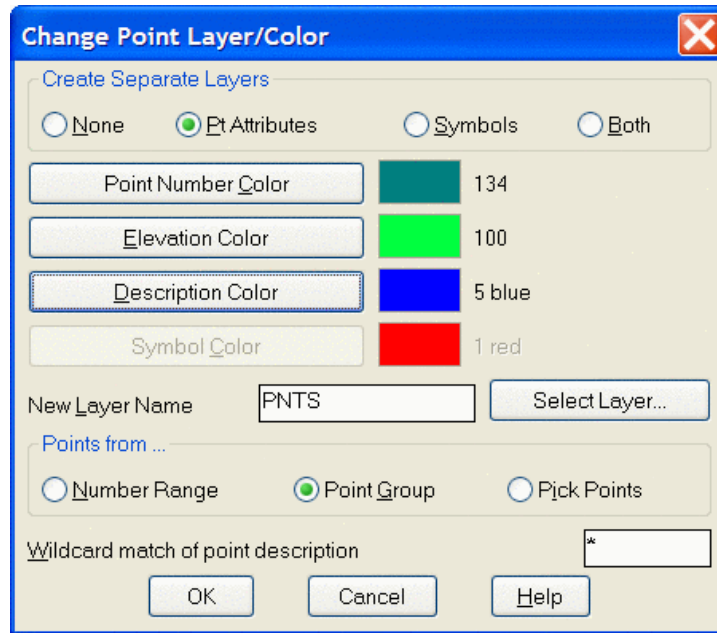 Change Point Layer/Color
Create Separate Layers
None Pt Attributes Symbols Both
Point Number Color 134
Elevation Color 100
Description Color 5 blue
Symbol Color 1 red
New Layer Name PNTS Select Layer...
Points from ...
Number Range Point Group Pick Points
Wildcard match of point description *
OK Cancel Help